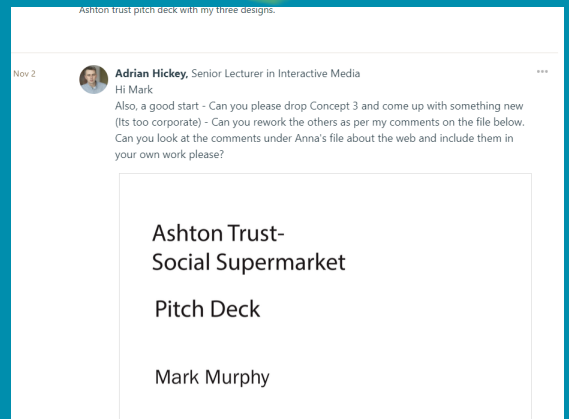 Ashton trust pitch deck with my three designs.
Nov 2
Adrian Hickey, Senior Lecturer in Interactive Media
Hi Mark
Also, a good start - Can you please drop Concept 3 and come up with something new
(Its too corporate) - Can you rework the others as per my comments on the file below.
Can you look at the comments under Anna's file about the web and include them in
your own work please?
Ashton Trust-
Social Supermarket
Pitch Deck
Mark Murphy